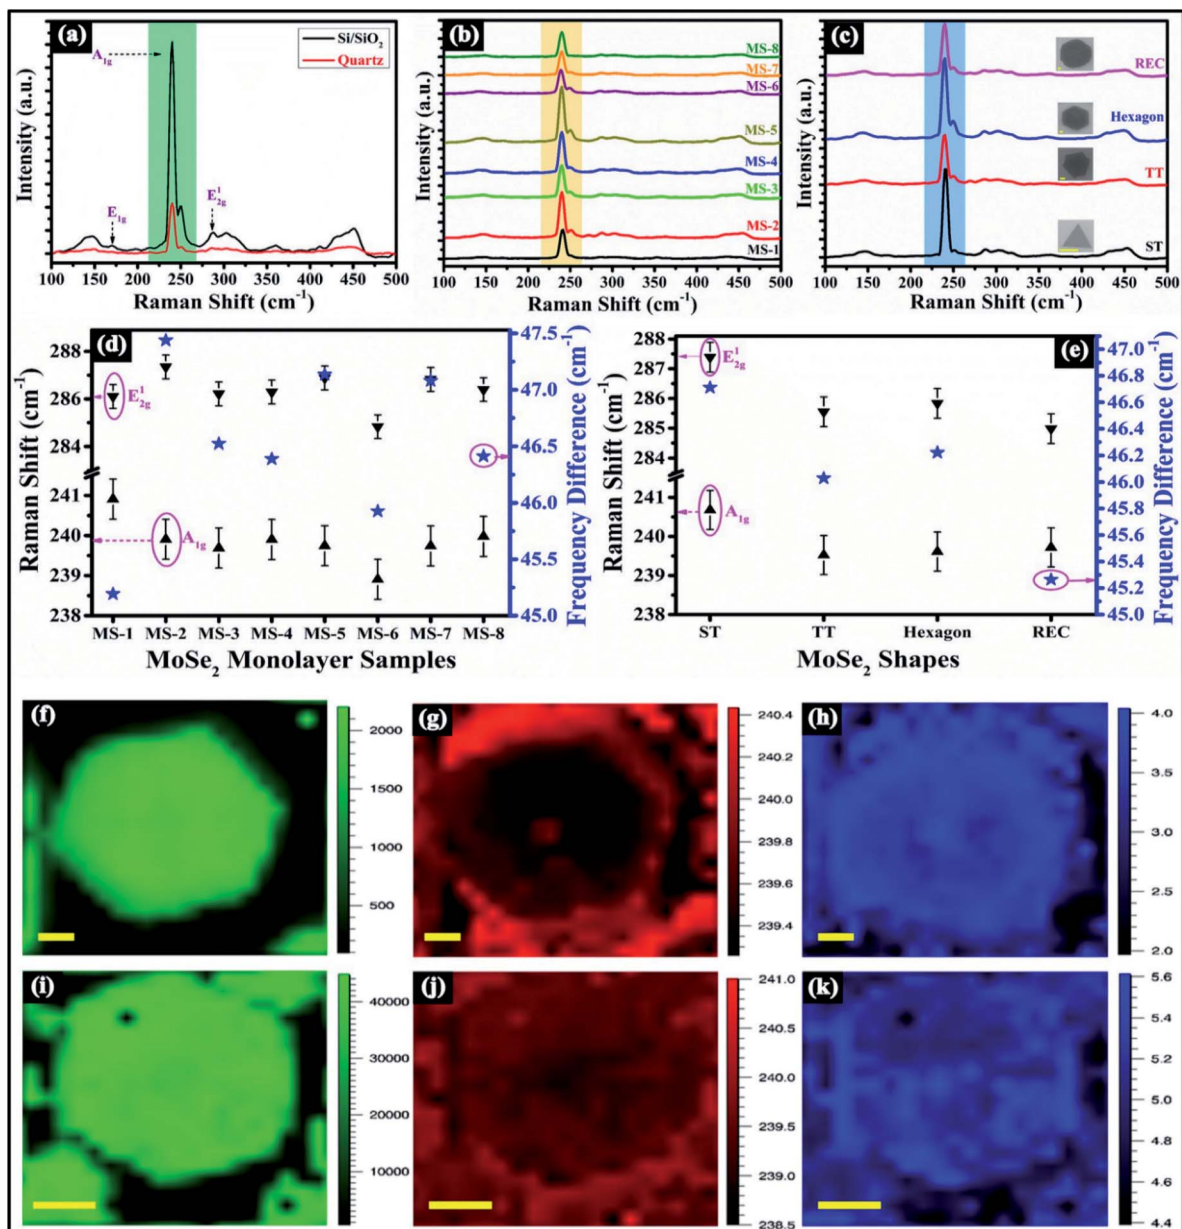 (a)
A1g
Si/SiO2
Quartz
E1g
E12g
Intensity (a.u.)
100 150 200 250 300 350 400 450 500
Raman Shift (cm-1)
(b)
MS-8
MS-7
MS-6
MS-5
MS-4
MS-3
MS-2
MS-1
Intensity (a.u.)
100 150 200 250 300 350 400 450 500
Raman Shift (cm-1)
(c)
REC
Hexagon
TT
ST
Intensity (a.u.)
100 150 200 250 300 350 400 450 500
Raman Shift (cm-1)
(d)
288
286
284
241
240
239
238
Raman Shift (cm-1)
E12g
A1g
47.5
47.0
46.5
46.0
45.5
45.0
Frequency Difference (cm-1)
MS-1 MS-2 MS-3 MS-4 MS-5 MS-6 MS-7 MS-8
MoSe2 Monolayer Samples
(e)
288
287
286
285
284
241
240
239
238
Raman Shift (cm-1)
E12g
A1g
47.0
46.8
46.6
46.4
46.2
46.0
45.8
45.6
45.4
45.2
45.0
Frequency Difference (cm-1)
ST TT Hexagon REC
MoSe2 Shapes
(f)
2000
1500
1000
500
(g)
240.4
240.2
240.0
239.8
239.6
239.4
(h)
4.0
3.5
3.0
2.5
2.0
(i)
40000
30000
20000
10000
(j)
241.0
240.5
240.0
239.5
239.0
238.5
(k)
5.6
5.4
5.2
5.0
4.8
4.6
4.4